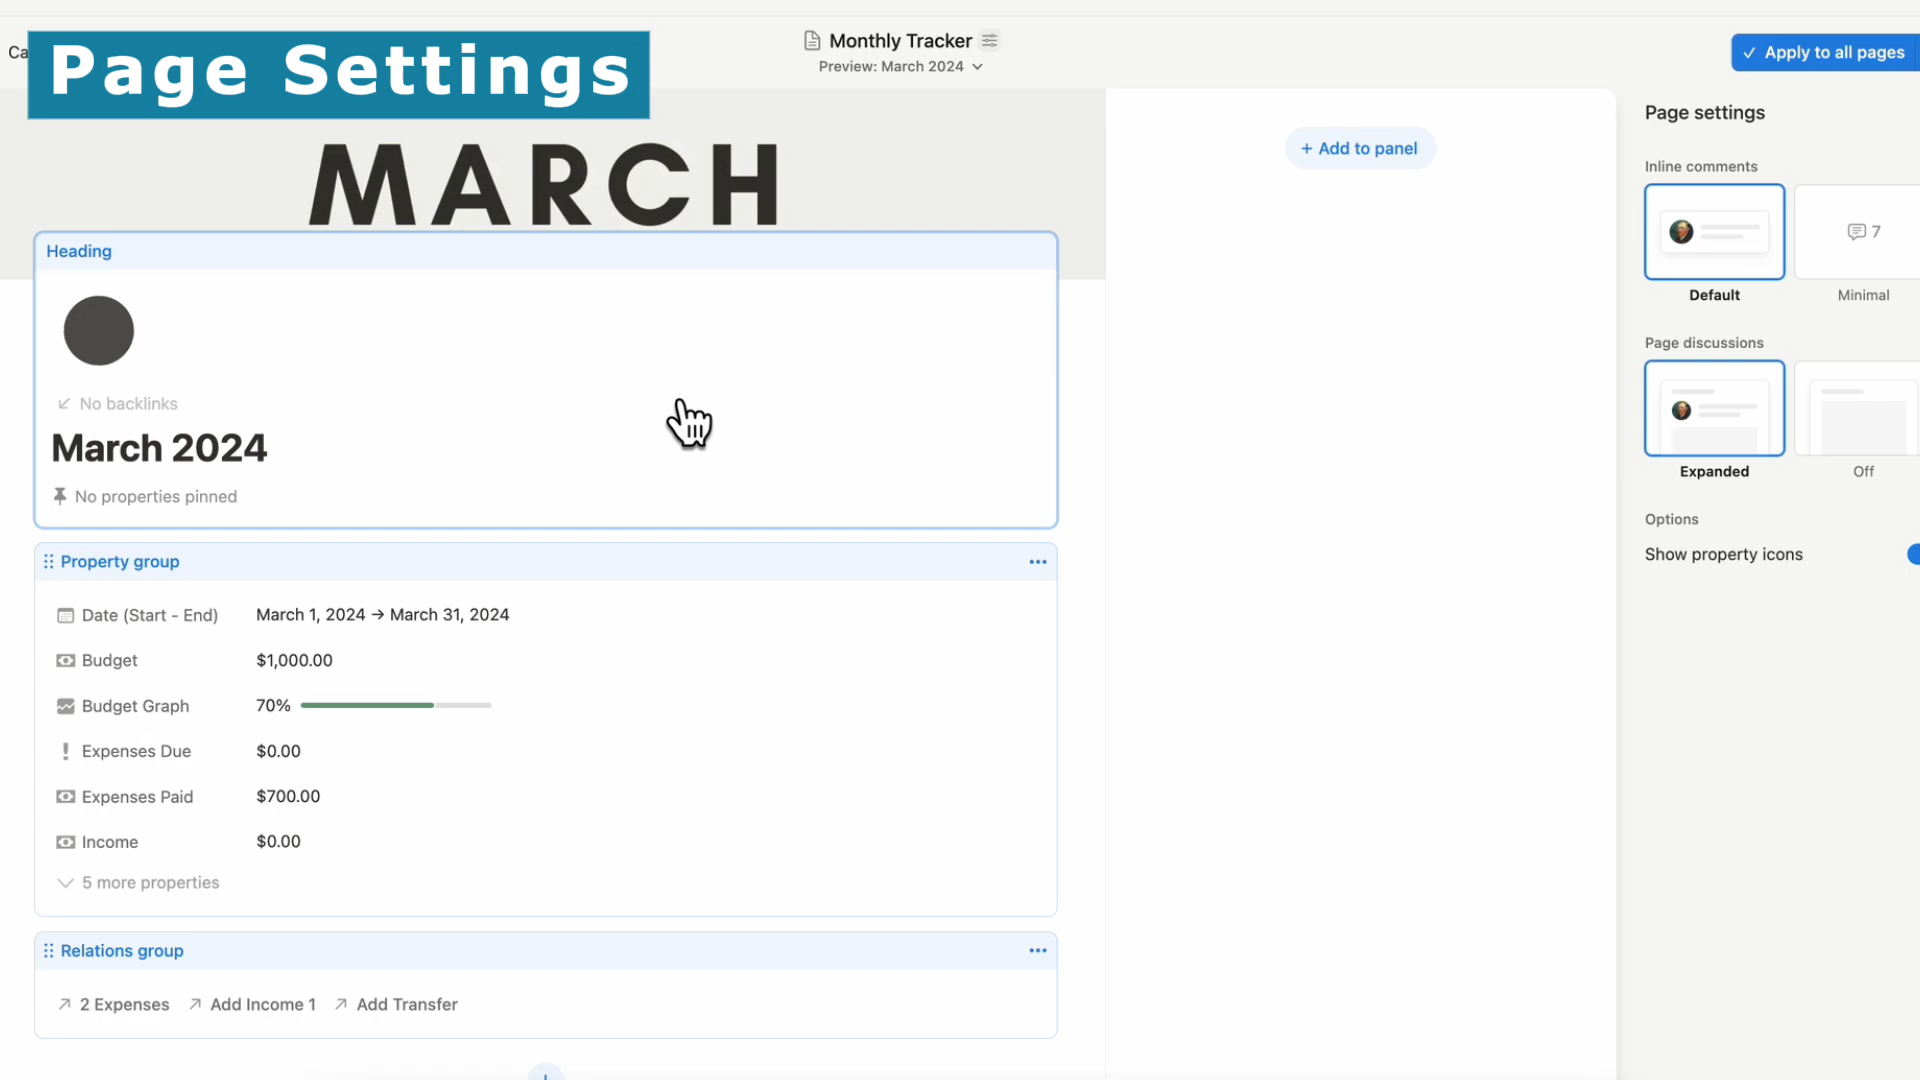 Ca
Page Settings
Monthly Tracker
Preview: March 2024
Apply to all pages
MARCH
Heading
No backlinks
March 2024
No properties pinned
Property group
Date (Start - End) March 1, 2024 → March 31, 2024
Budget $1,000.00
Budget Graph 70%
Expenses Due $0.00
Expenses Paid $700.00
Income $0.00
5 more properties
Relations group
2 Expenses Add Income 1 Add Transfer
+ Add to panel
Page settings
Inline comments
7
Default Minimal
Page discussions
Expanded Off
Options
Show property icons